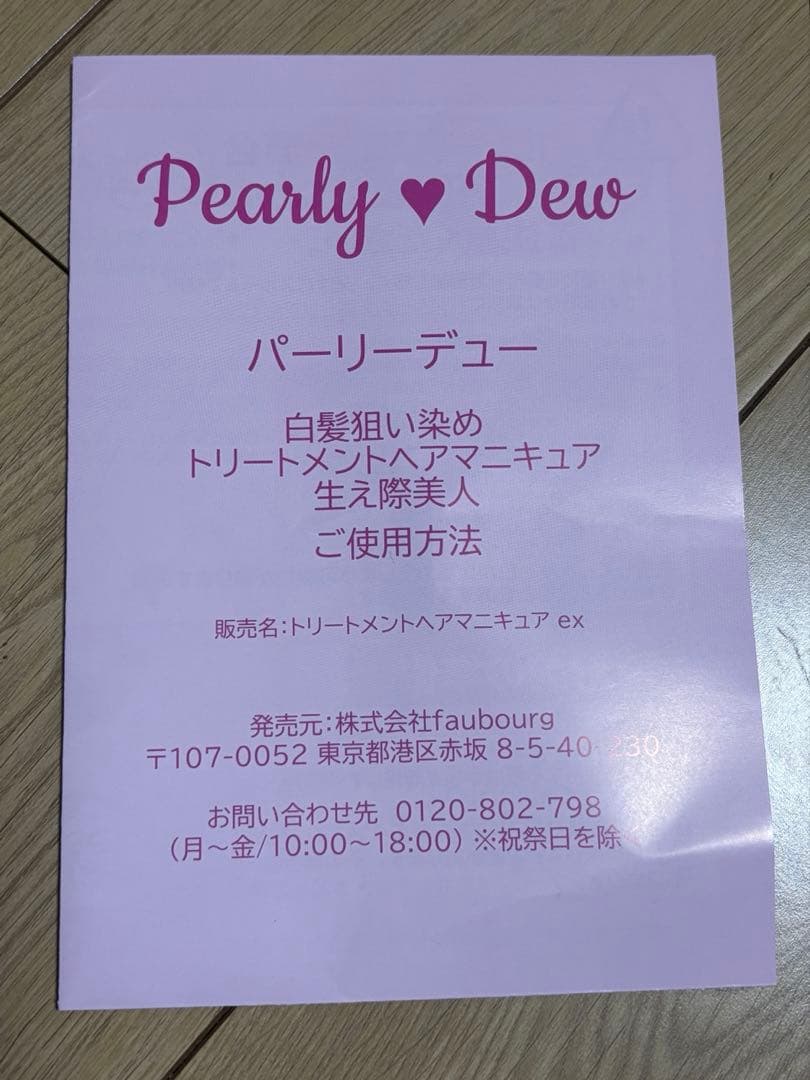 Pearly ♥ Dew
パーリーデュー
白髪狙い染め
トリートメントヘアマニキュア
生え際美人
ご使用方法
販売名:トリートメントヘアマニキュア ex
発売元:株式会社faubourg
〒107-0052 東京都港区赤坂 8-5-40-230
お問い合わせ先 0120-802-798
(月〜金/10:00〜18:00) ※祝祭日を除く